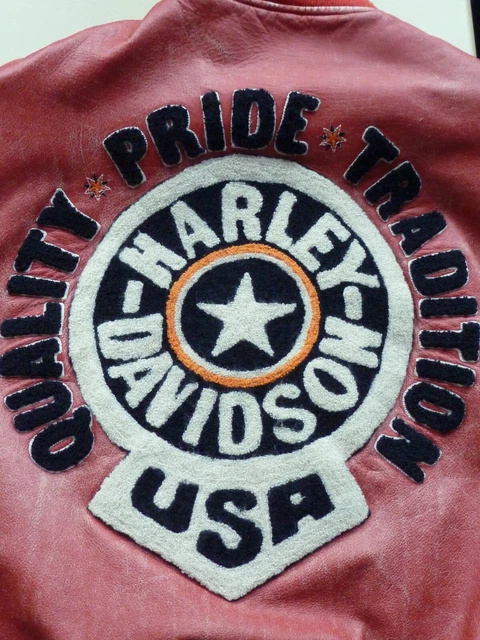 QUALITY PRIDE TRADITION
HARLEY-
DAVIDSON
USA